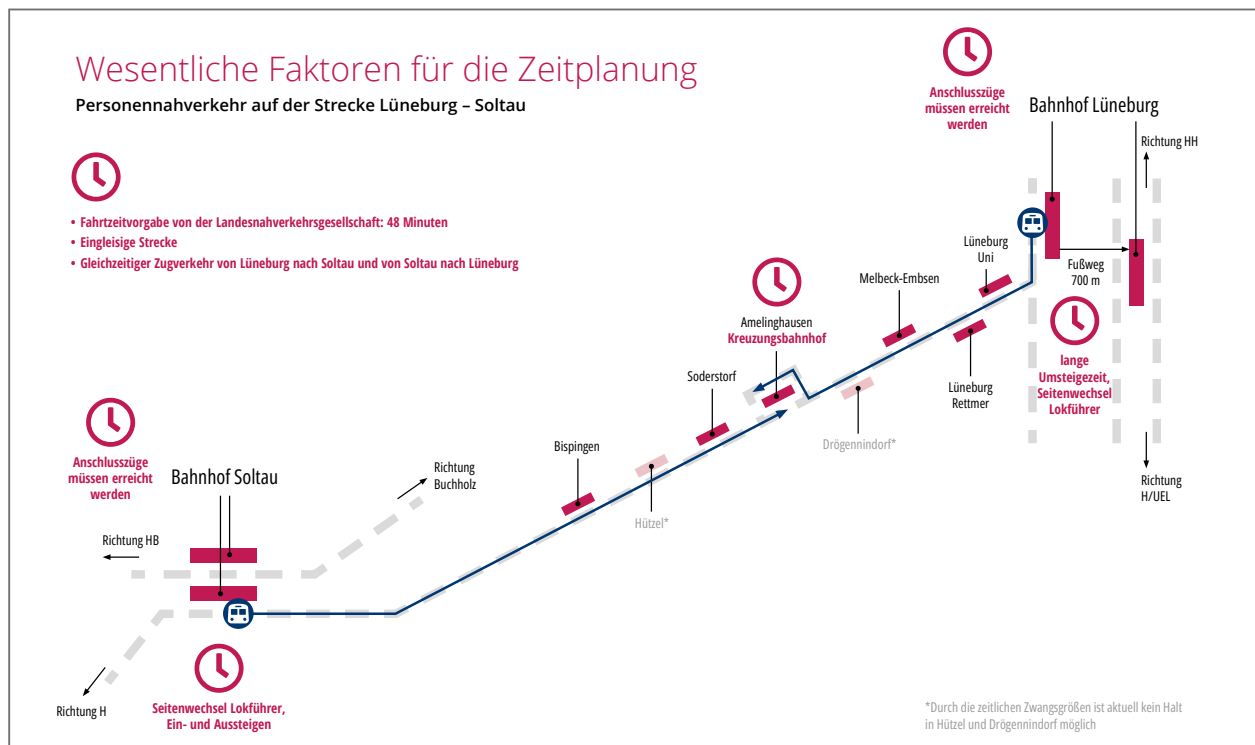 Wesentliche Faktoren für die Zeitplanung
Personennahverkehr auf der Strecke Lüneburg – Soltau
• Fahrtzeitvorgabe von der Landesnahverkehrsgesellschaft: 48 Minuten
• Eingleisige Strecke
• Gleichzeitiger Zugverkehr von Lüneburg nach Soltau und von Soltau nach Lüneburg
Anschlusszüge
müssen erreicht
werden
Bahnhof Lüneburg
Richtung HH
Fußweg
700 m
lange
Umsteigezeit,
Seitenwechsel
Lokführer
Richtung
H/UEL
Lüneburg
Uni
Melbeck-Embsen
Lüneburg
Rettmer
Amelinghausen
Kreuzungsbahnhof
Drögennindorf*
Soderstorf
Bispingen
Hützel*
Richtung
Buchholz
Anschlusszüge
müssen erreicht
werden
Bahnhof Soltau
Richtung HB
Richtung H
Seitenwechsel Lokführer,
Ein- und Aussteigen
*Durch die zeitlichen Zwangsgrößen ist aktuell kein Halt
in Hützel und Drögennindorf möglich